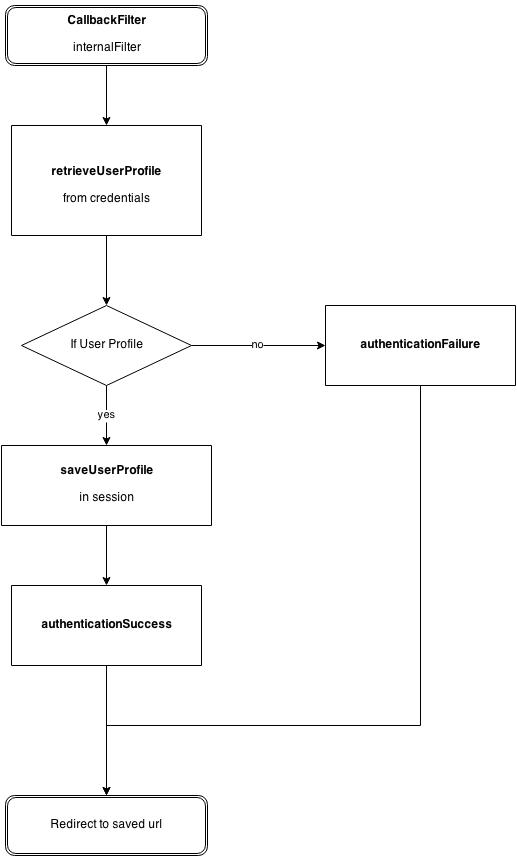 CallbackFilter
internalFilter
retrieveUserProfile
from credentials
If User Profile
no
authenticationFailure
yes
saveUserProfile
in session
authenticationSuccess
Redirect to saved url